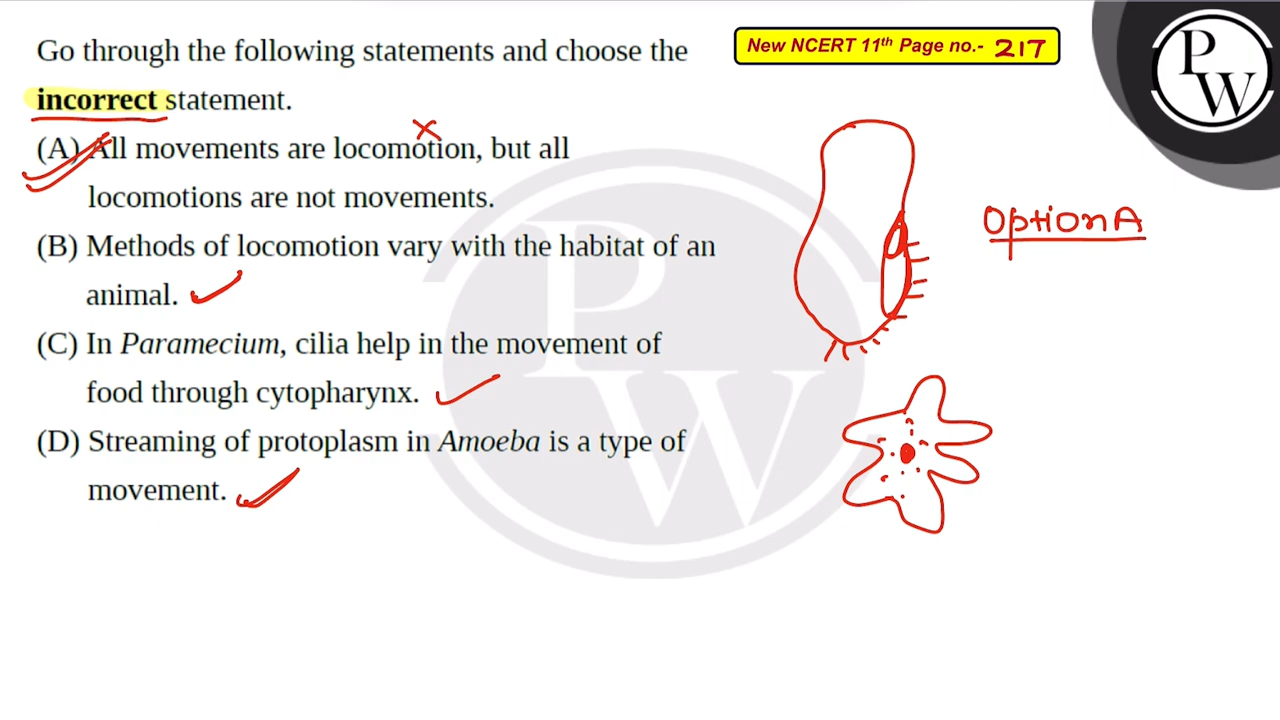 Go through the following statements and choose the
incorrect statement.
(A) All movements are locomotion, but all
locomotions are not movements.
(B) Methods of locomotion vary with the habitat of an
animal.
(C) In Paramecium, cilia help in the movement of
food through cytopharynx.
(D) Streaming of protoplasm in Amoeba is a type of
movement.
New NCERT 11th Page no.- 217
Option A
P
W
P
W